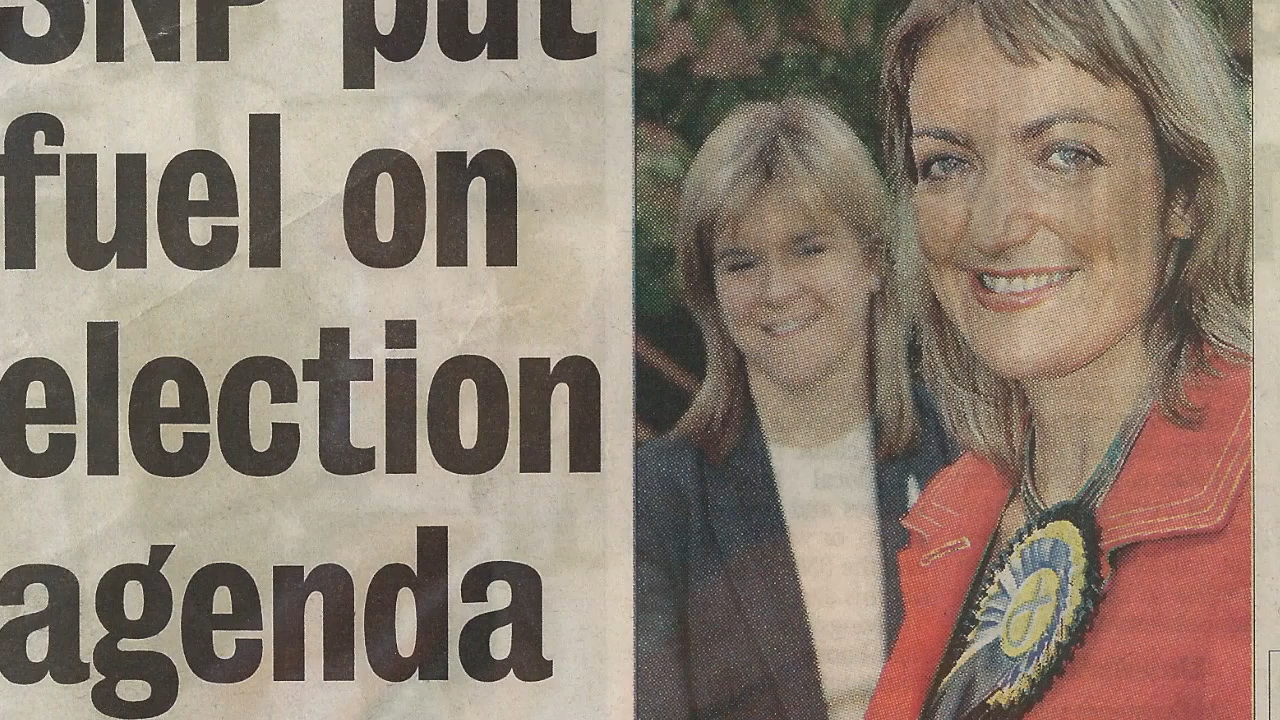 SNP put
fuel on
election
agenda